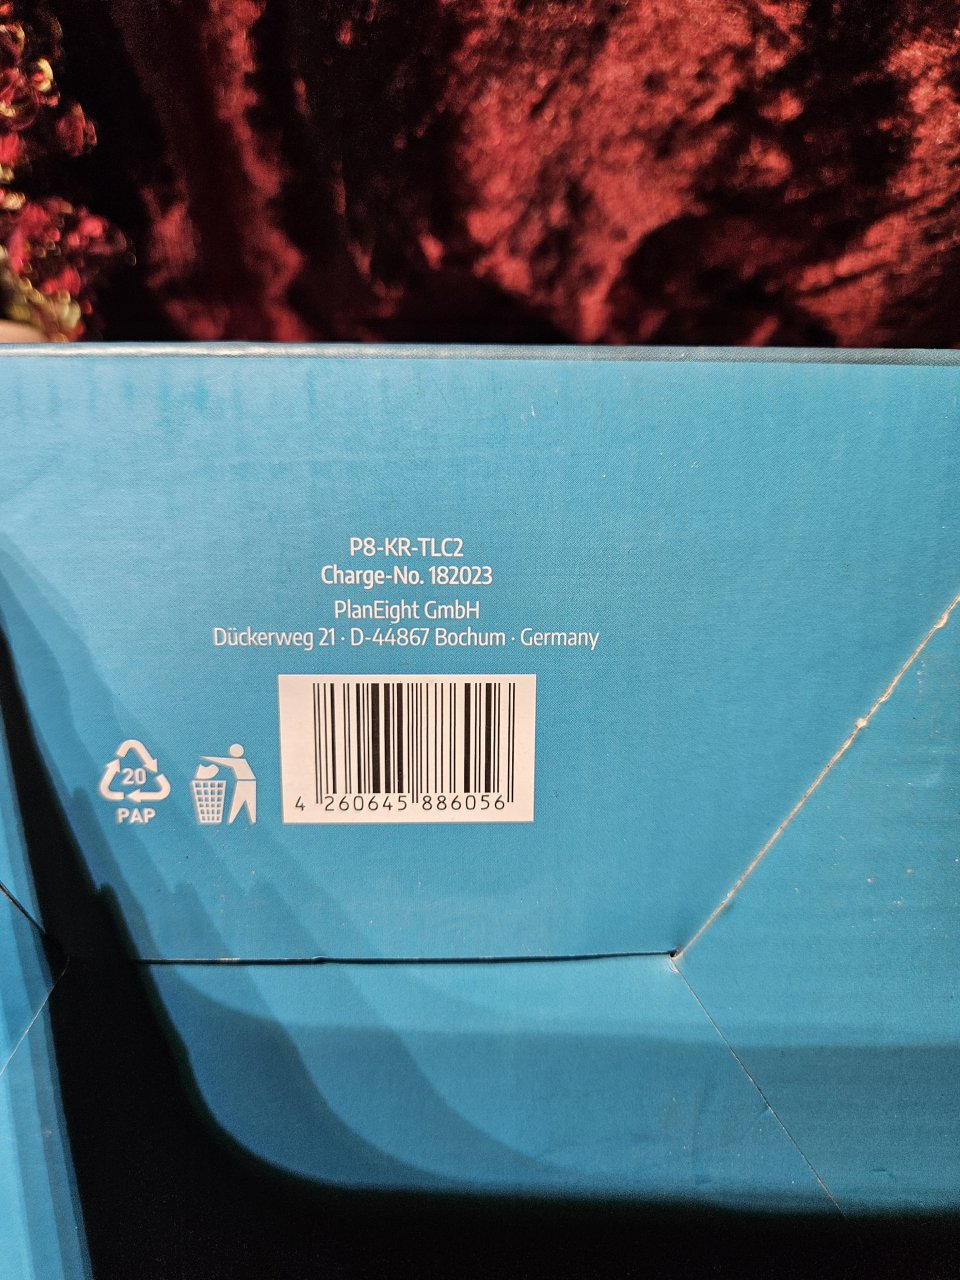 P8-KR-TLC2
Charge-No. 182023
PlanEight GmbH
Dückerweg 21 · D-44867 Bochum · Germany
20
PAP
4 260645 886056